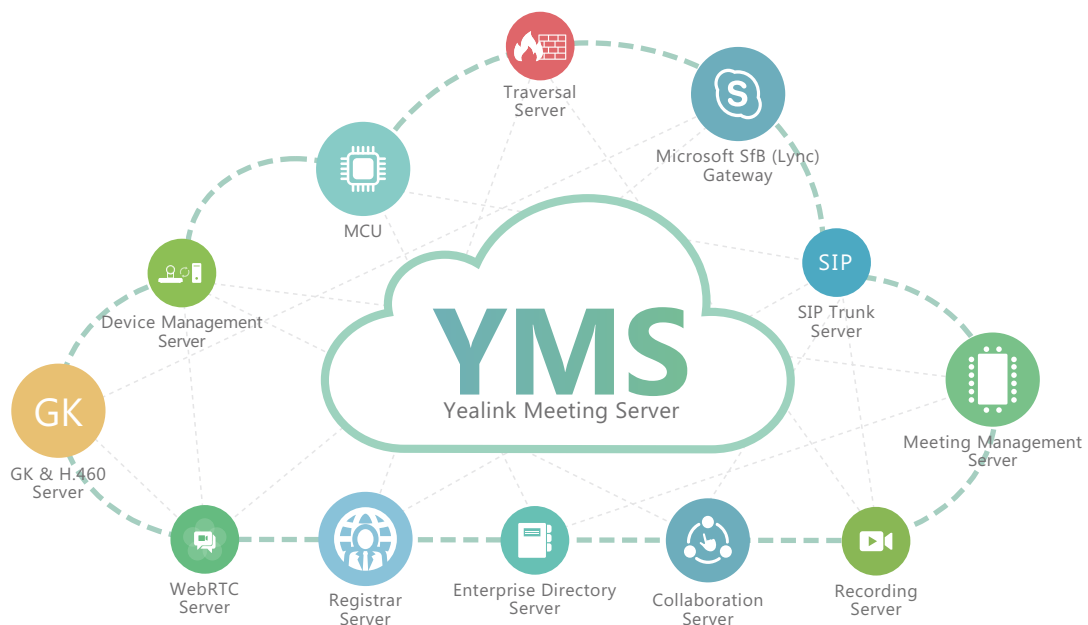 Traversal
Server
S
Microsoft SfB (Lync)
Gateway
MCU
SIP
SIP Trunk
Server
Device Management
Server
YMS
Yealink Meeting Server
GK
GK & H.460
Server
Meeting Management
Server
WebRTC
Server
Registrar
Server
Enterprise Directory
Server
Collaboration
Server
Recording
Server